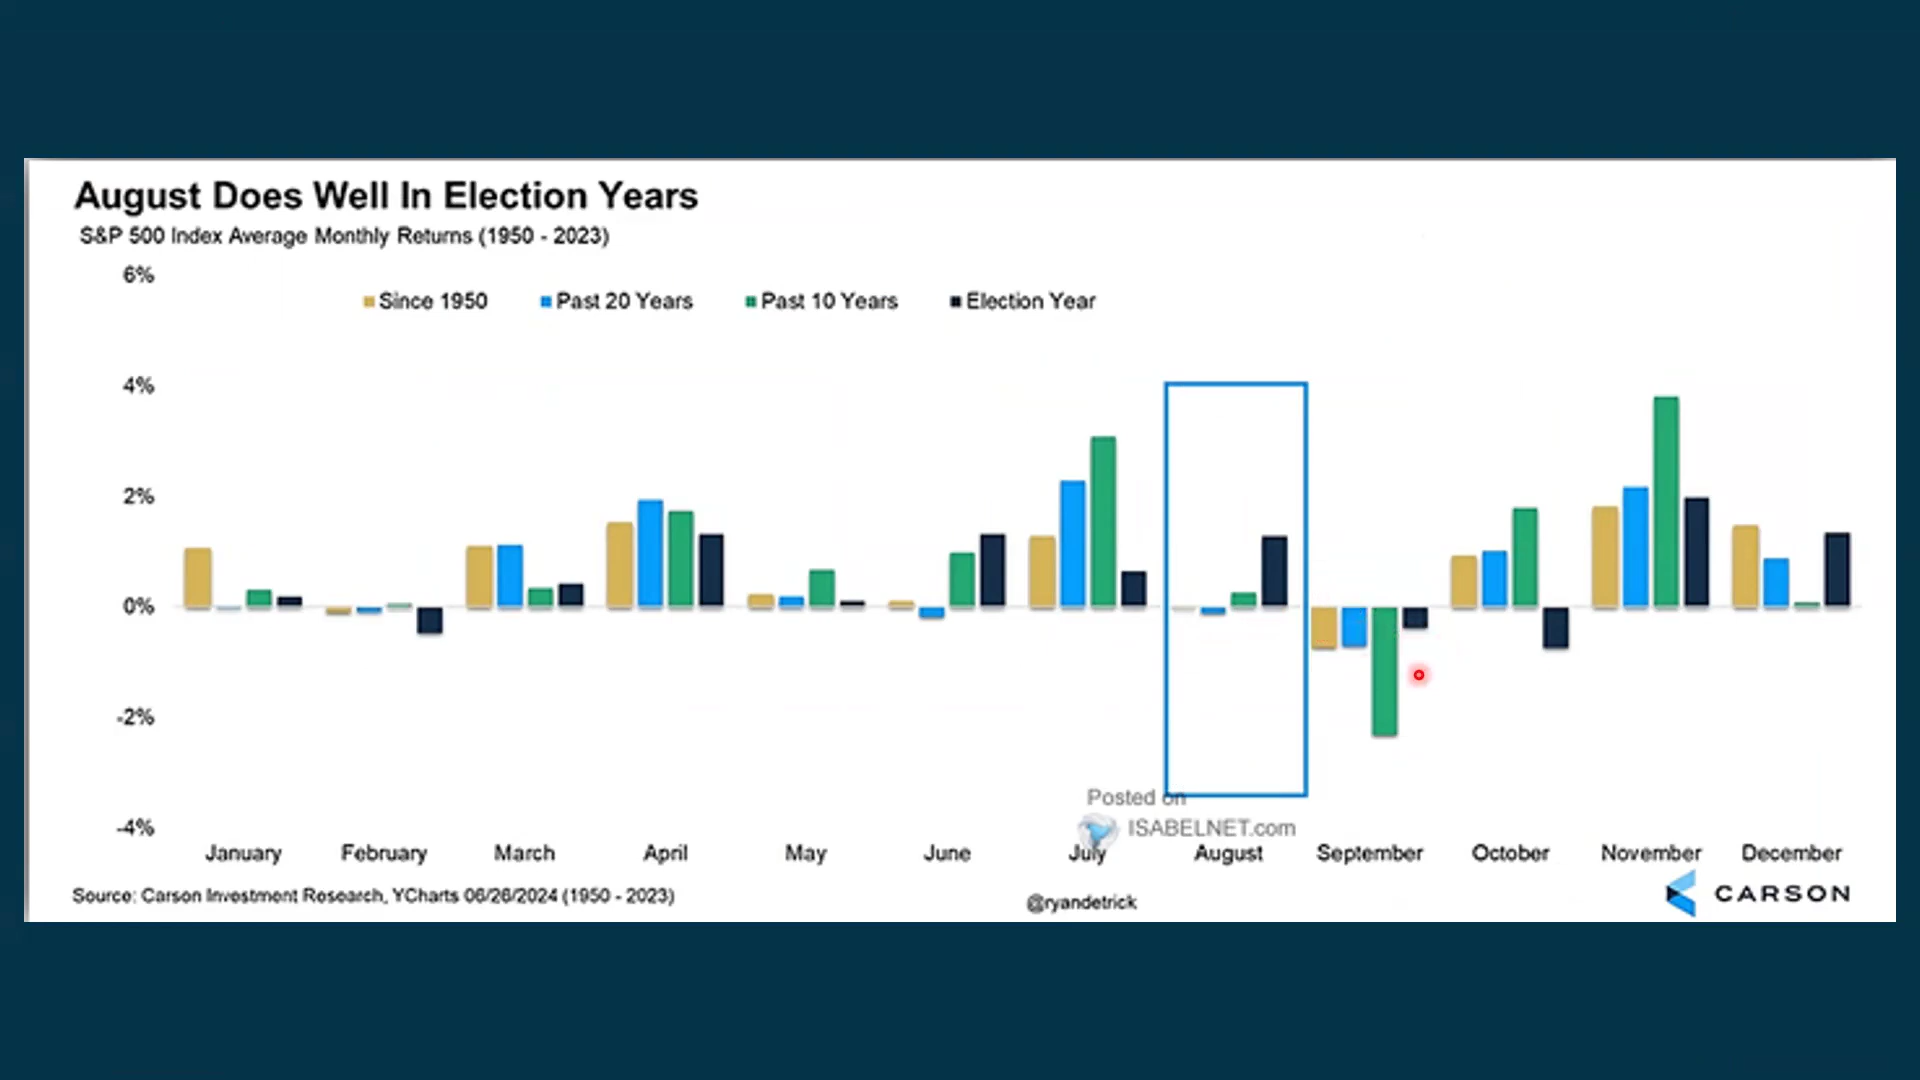 August Does Well In Election Years
S&P 500 Index Average Monthly Returns (1950 - 2023)
6%
Since 1950 Past 20 Years Past 10 Years Election Year
4%
2%
0%
-2%
-4%
Posted on
ISABELNET.com
January February March April May June July August September October November December
Source: Carson Investment Research, YCharts 06/26/2024 (1950 - 2023)
@ryandetrick
CARSON